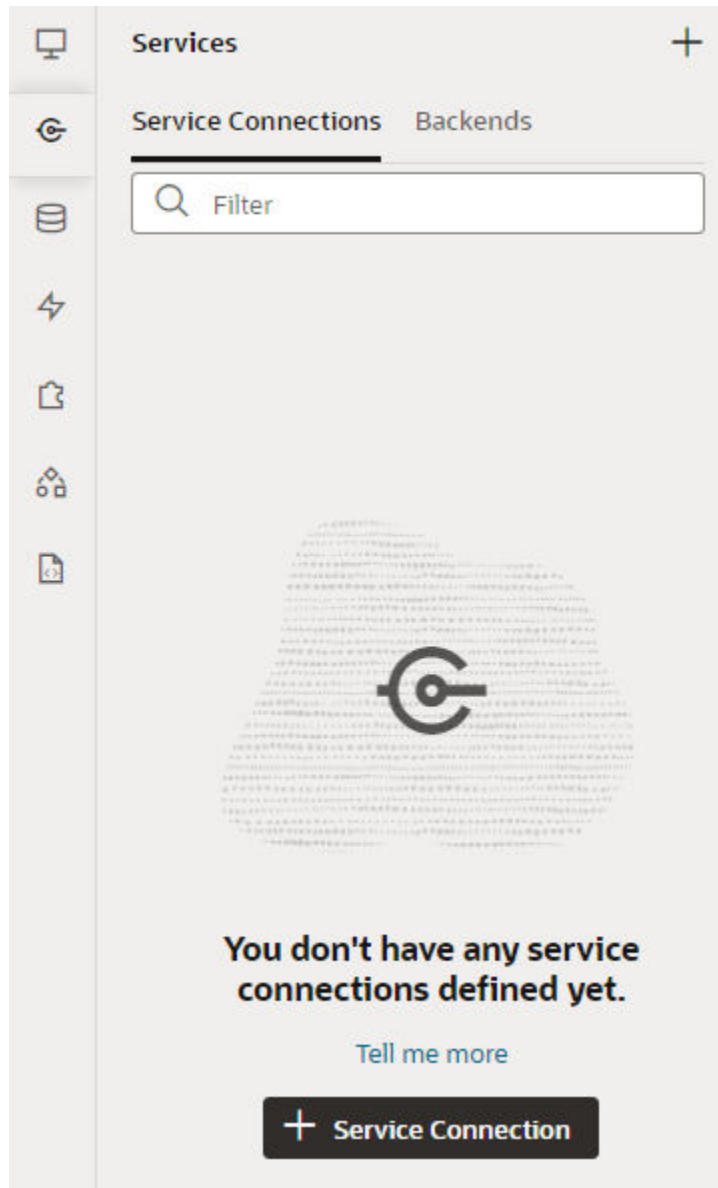 Services
Service Connections Backends
Filter
You don't have any service
connections defined yet.
Tell me more
Service Connection